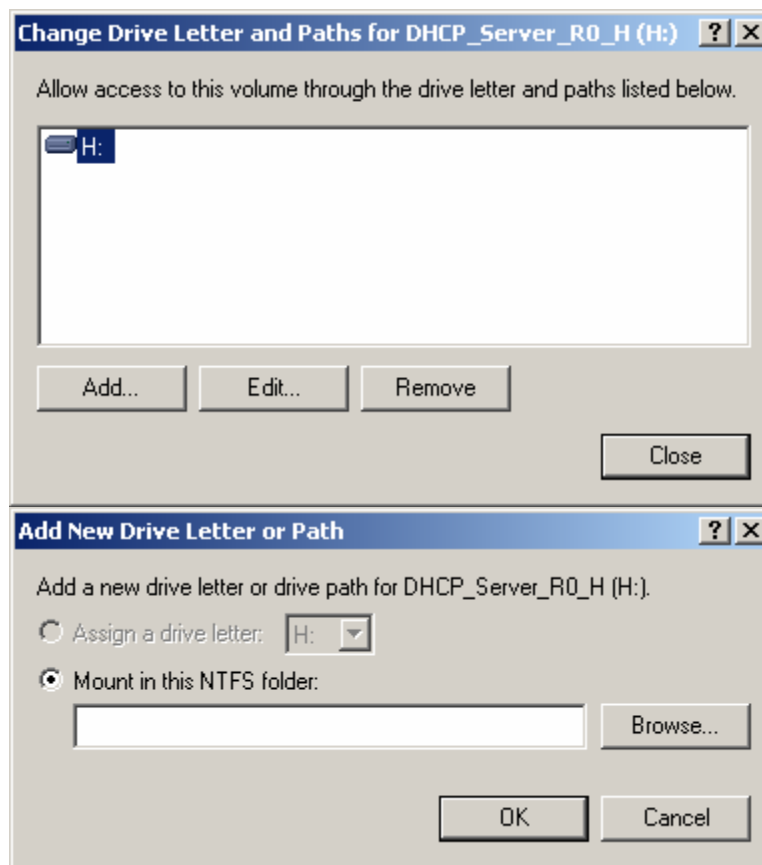 Change Drive Letter and Paths for DHCP_Server_R0_H (H:)
Allow access to this volume through the drive letter and paths listed below.
H:
Add... Edit... Remove
Close
Add New Drive Letter or Path
Add a new drive letter or drive path for DHCP_Server_R0_H (H:).
Assign a drive letter: H:
Mount in this NTFS folder:
Browse...
OK Cancel